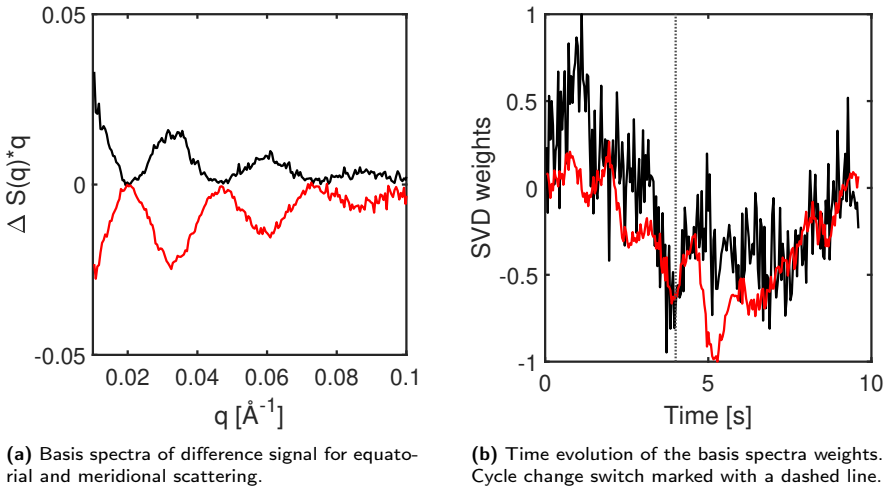 0.05
0
-0.05
Δ S(q)*q
0.02 0.04 0.06 0.08 0.1
q [Å-1]
1
0.5
0
-0.5
-1
SVD weights
0 5 10
Time [s]
(a) Basis spectra of difference signal for equato-
rial and meridional scattering.
(b) Time evolution of the basis spectra weights.
Cycle change switch marked with a dashed line.